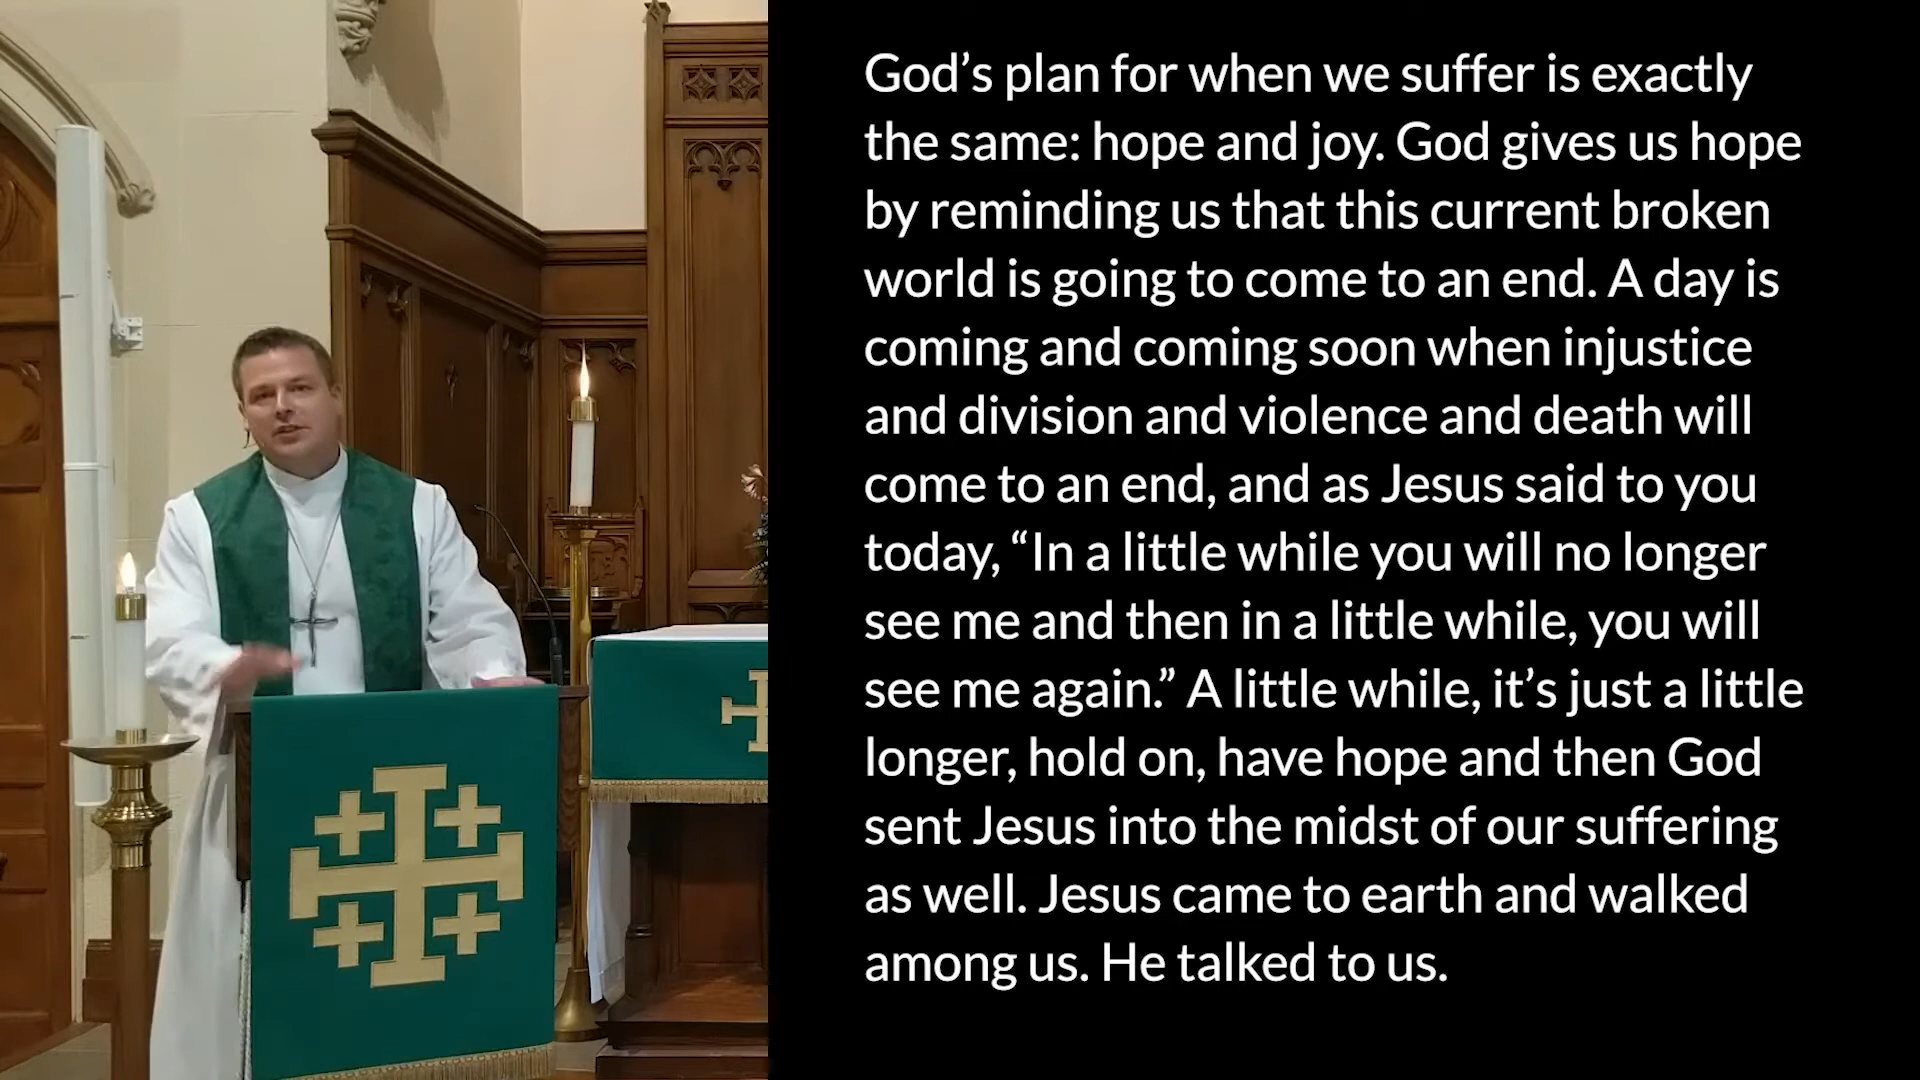 God’s plan for when we suffer is exactly
the same: hope and joy. God gives us hope
by reminding us that this current broken
world is going to come to an end. A day is
coming and coming soon when injustice
and division and violence and death will
come to an end, and as Jesus said to you
today, “In a little while you will no longer
see me and then in a little while, you will
see me again.” A little while, it’s just a little
longer, hold on, have hope and then God
sent Jesus into the midst of our suffering
as well. Jesus came to earth and walked
among us. He talked to us.